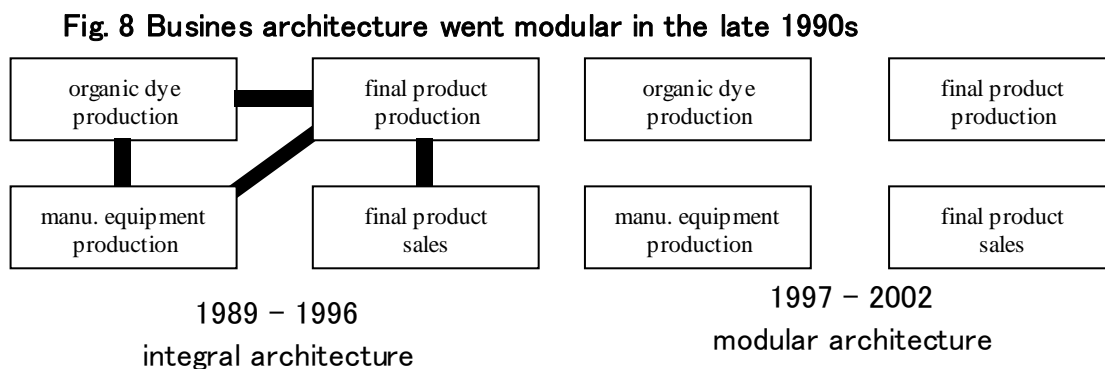 Fig. 8 Busines architecture went modular in the late 1990s
organic dye
production
final product
production
manu. equipment
production
final product
sales
1989 - 1996
integral architecture
organic dye
production
final product
production
manu. equipment
production
final product
sales
1997 - 2002
modular architecture